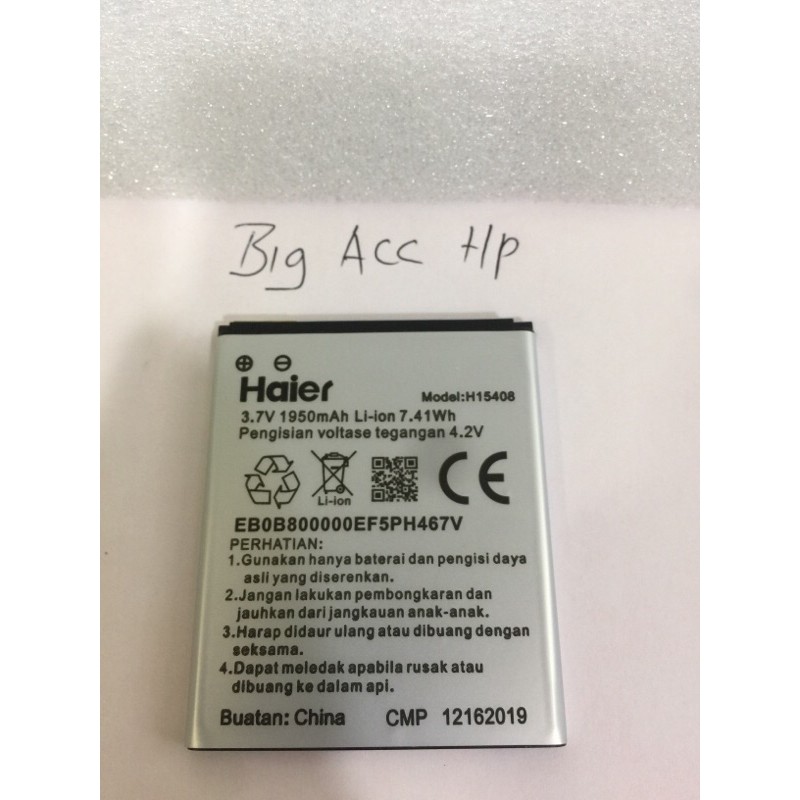 Big Acc Hp
Haier
Model:H15408
3.7V 1950mAh Li-ion 7.41Wh
Pengisian voltase tegangan 4.2V
Li-ion
CE
EB0B800000EF5PH467V
PERHATIAN:
1.Gunakan hanya baterai dan pengisi daya
asli yang diserenkan.
2.Jangan lakukan pembongkaran dan
jauhkan dari jangkauan anak-anak.
3.Harap didaur ulang atau dibuang dengan
seksama.
4.Dapat meledak apabila rusak atau
dibuang ke dalam api.
Buatan: China CMP 12162019